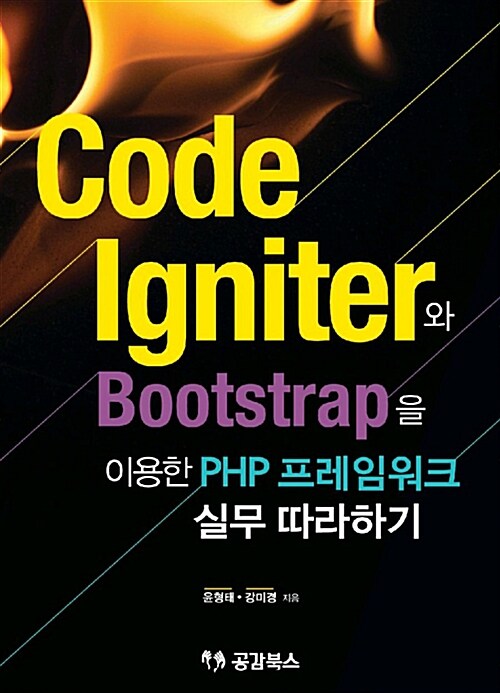 Code
Igniter와
Bootstrap을
이용한 PHP 프레임워크
실무 따라하기
윤형태 • 강미경 지음
공감북스